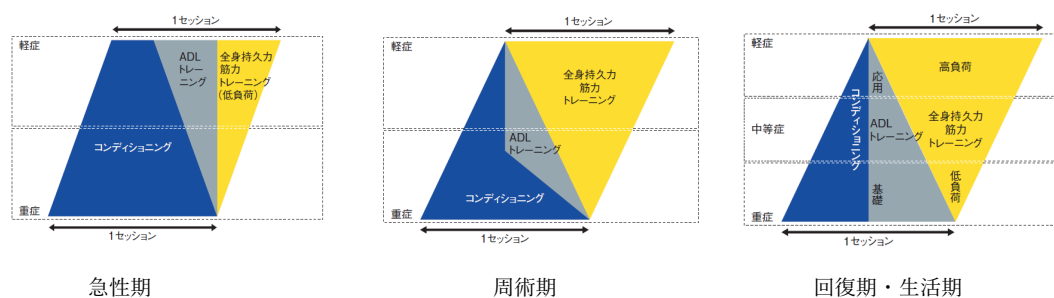 1セッション
軽症
ADL
トレー
ニング
全身持久力
筋力
トレーニング
（低負荷）
コンディショニング
重症
1セッション
急性期
1セッション
軽症
全身持久力
筋力
トレーニング
ADL
トレーニング
コンディショニング
重症
1セッション
周術期
1セッション
軽症
高負荷
応用
コンディショニング
中等症
ADL
トレーニング
全身持久力
筋力
トレーニング
基礎
低負荷
重症
1セッション
回復期・生活期